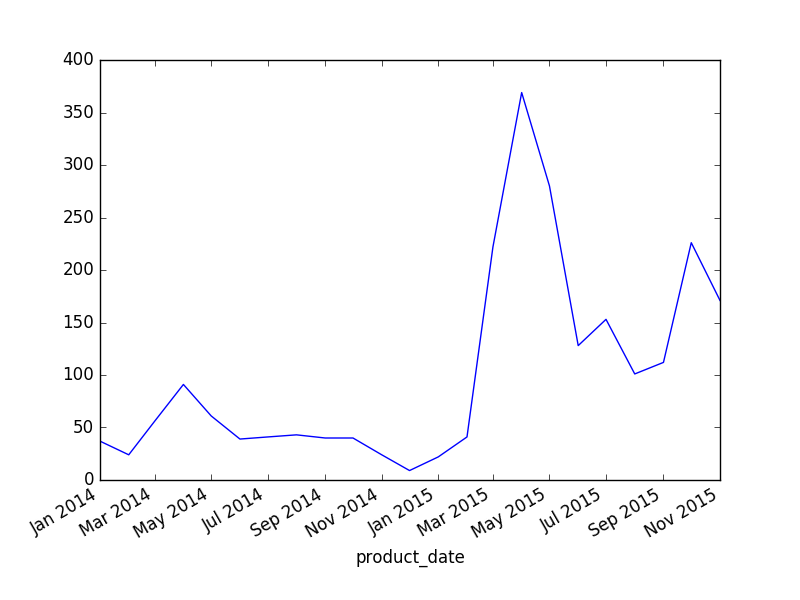 400
350
300
250
200
150
100
50
0
Jan 2014
Mar 2014
May 2014
Jul 2014
Sep 2014
Nov 2014
Jan 2015
Mar 2015
May 2015
Jul 2015
Sep 2015
Nov 2015
product_date